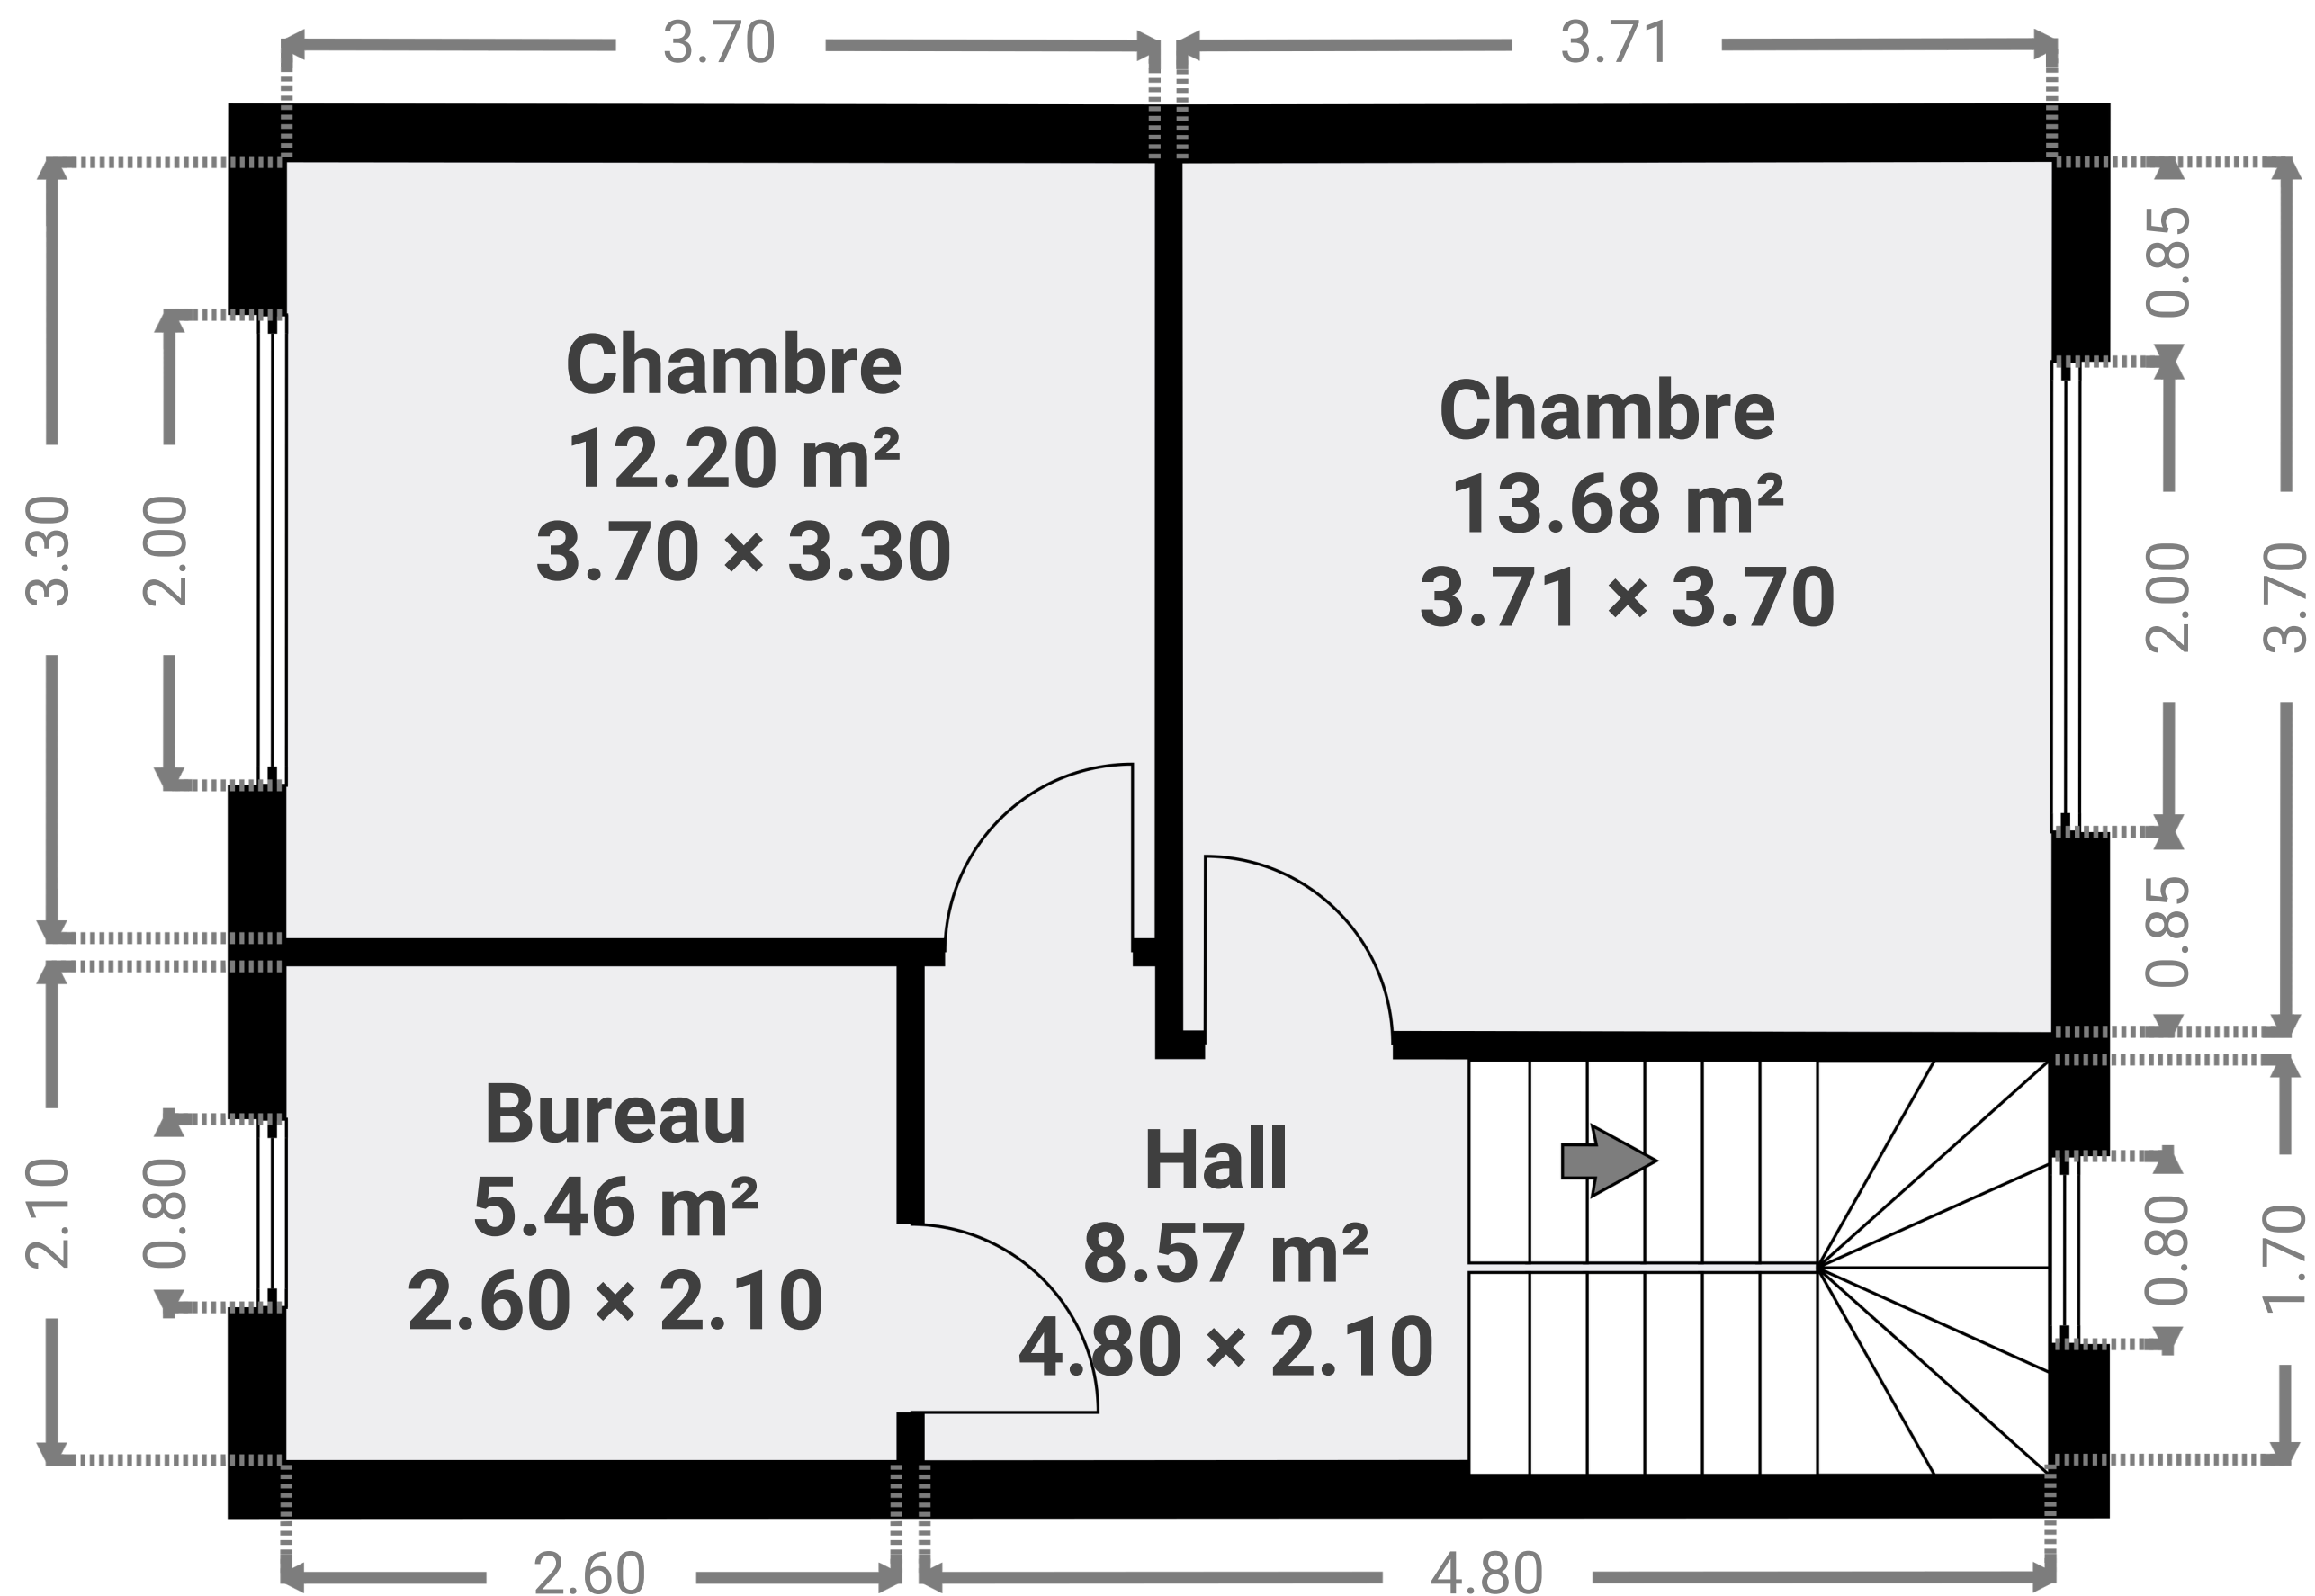 3.70
3.71
0.85
3.30
2.00
Chambre
12.20 m²
3.70 × 3.30
Chambre
13.68 m²
3.71 × 3.70
2.00
3.70
0.85
2.10
0.80
Bureau
5.46 m²
2.60 × 2.10
Hall
8.57 m²
4.80 × 2.10
0.80
1.70
2.60
4.80